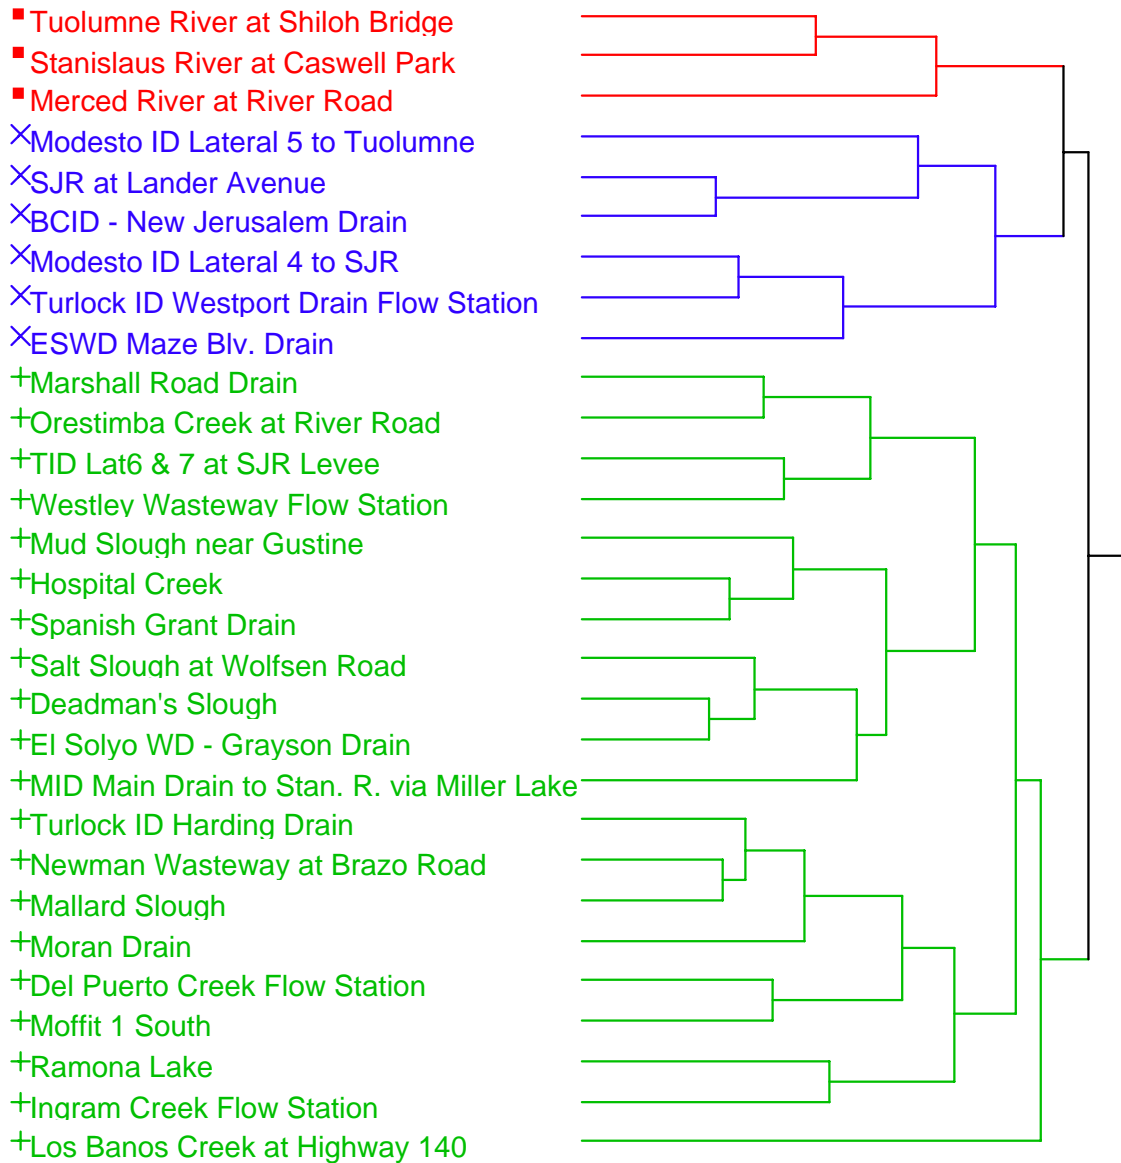 Tuolumne River at Shiloh Bridge
Stanislaus River at Caswell Park
Merced River at River Road
Modesto ID Lateral 5 to Tuolumne
SJR at Lander Avenue
BCID - New Jerusalem Drain
Modesto ID Lateral 4 to SJR
Turlock ID Westport Drain Flow Station
ESWD Maze Blv. Drain
Marshall Road Drain
Orestimba Creek at River Road
TID Lat6 & 7 at SJR Levee
Westley Wasteway Flow Station
Mud Slough near Gustine
Hospital Creek
Spanish Grant Drain
Salt Slough at Wolfsen Road
Deadman's Slough
El Solyo WD - Grayson Drain
MID Main Drain to Stan. R. via Miller Lake
Turlock ID Harding Drain
Newman Wasteway at Brazo Road
Mallard Slough
Moran Drain
Del Puerto Creek Flow Station
Moffit 1 South
Ramona Lake
Ingram Creek Flow Station
Los Banos Creek at Highway 140